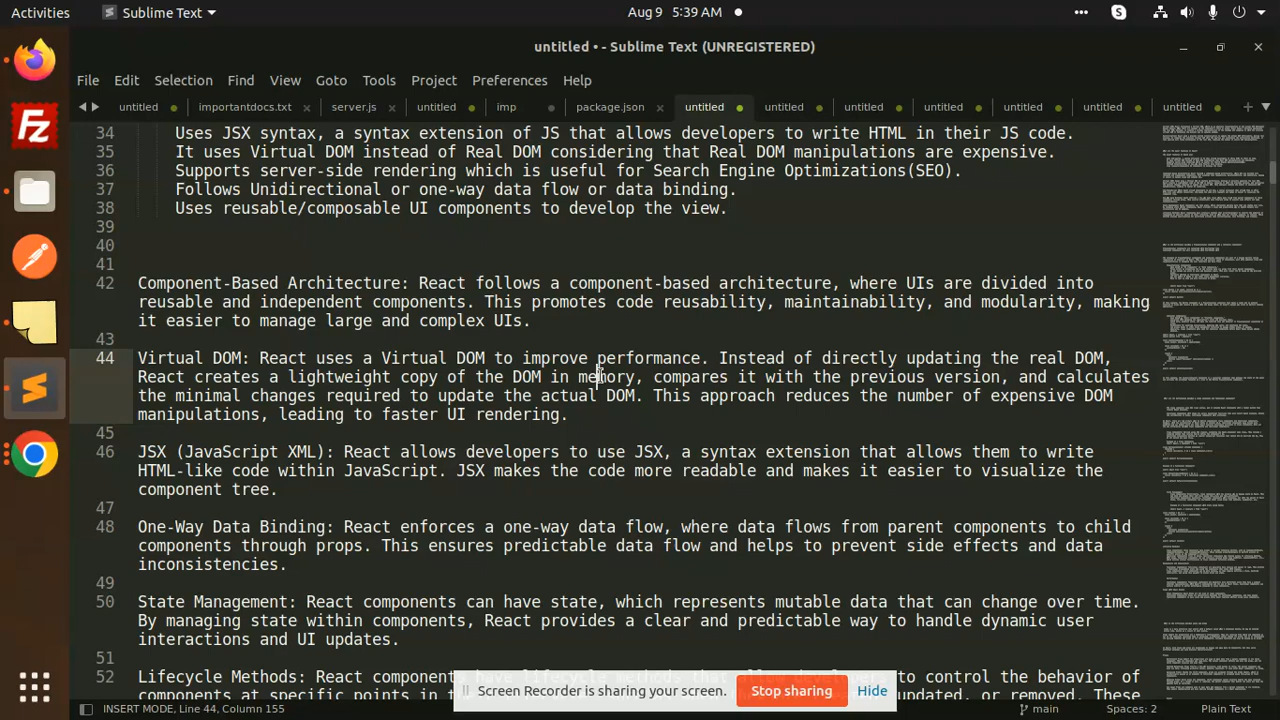 Activities
Sublime Text
Aug 9 5:39 AM
untitled • - Sublime Text (UNREGISTERED)
File Edit Selection Find View Goto Tools Project Preferences Help
untitled importantdocs.txt server.js untitled imp package.json untitled untitled untitled untitled untitled untitled untitled
34 Uses JSX syntax, a syntax extension of JS that allows developers to write HTML in their JS code.
35 It uses Virtual DOM instead of Real DOM considering that Real DOM manipulations are expensive.
36 Supports server-side rendering which is useful for Search Engine Optimizations(SEO).
37 Follows Unidirectional or one-way data flow or data binding.
38 Uses reusable/composable UI components to develop the view.
39
40
41
42 Component-Based Architecture: React follows a component-based architecture, where UIs are divided into
reusable and independent components. This promotes code reusability, maintainability, and modularity, making
it easier to manage large and complex UIs.
43
44 Virtual DOM: React uses a Virtual DOM to improve performance. Instead of directly updating the real DOM,
React creates a lightweight copy of the DOM in memory, compares it with the previous version, and calculates
the minimal changes required to update the actual DOM. This approach reduces the number of expensive DOM
manipulations, leading to faster UI rendering.
45
46 JSX (JavaScript XML): React allows developers to use JSX, a syntax extension that allows them to write
HTML-like code within JavaScript. JSX makes the code more readable and makes it easier to visualize the
component tree.
47
48 One-Way Data Binding: React enforces a one-way data flow, where data flows from parent components to child
components through props. This ensures predictable data flow and helps to prevent side effects and data
inconsistencies.
49
50 State Management: React components can have state, which represents mutable data that can change over time.
By managing state within components, React provides a clear and predictable way to handle dynamic user
interactions and UI updates.
51
52 Lifecycle Methods: React components have lifecycle methods that allow developers to control the behavior of
components at specific points in updated, or removed. These
Screen Recorder is sharing your screen. Stop sharing Hide
INSERT MODE, Line 44, Column 155
main
Spaces: 2
Plain Text